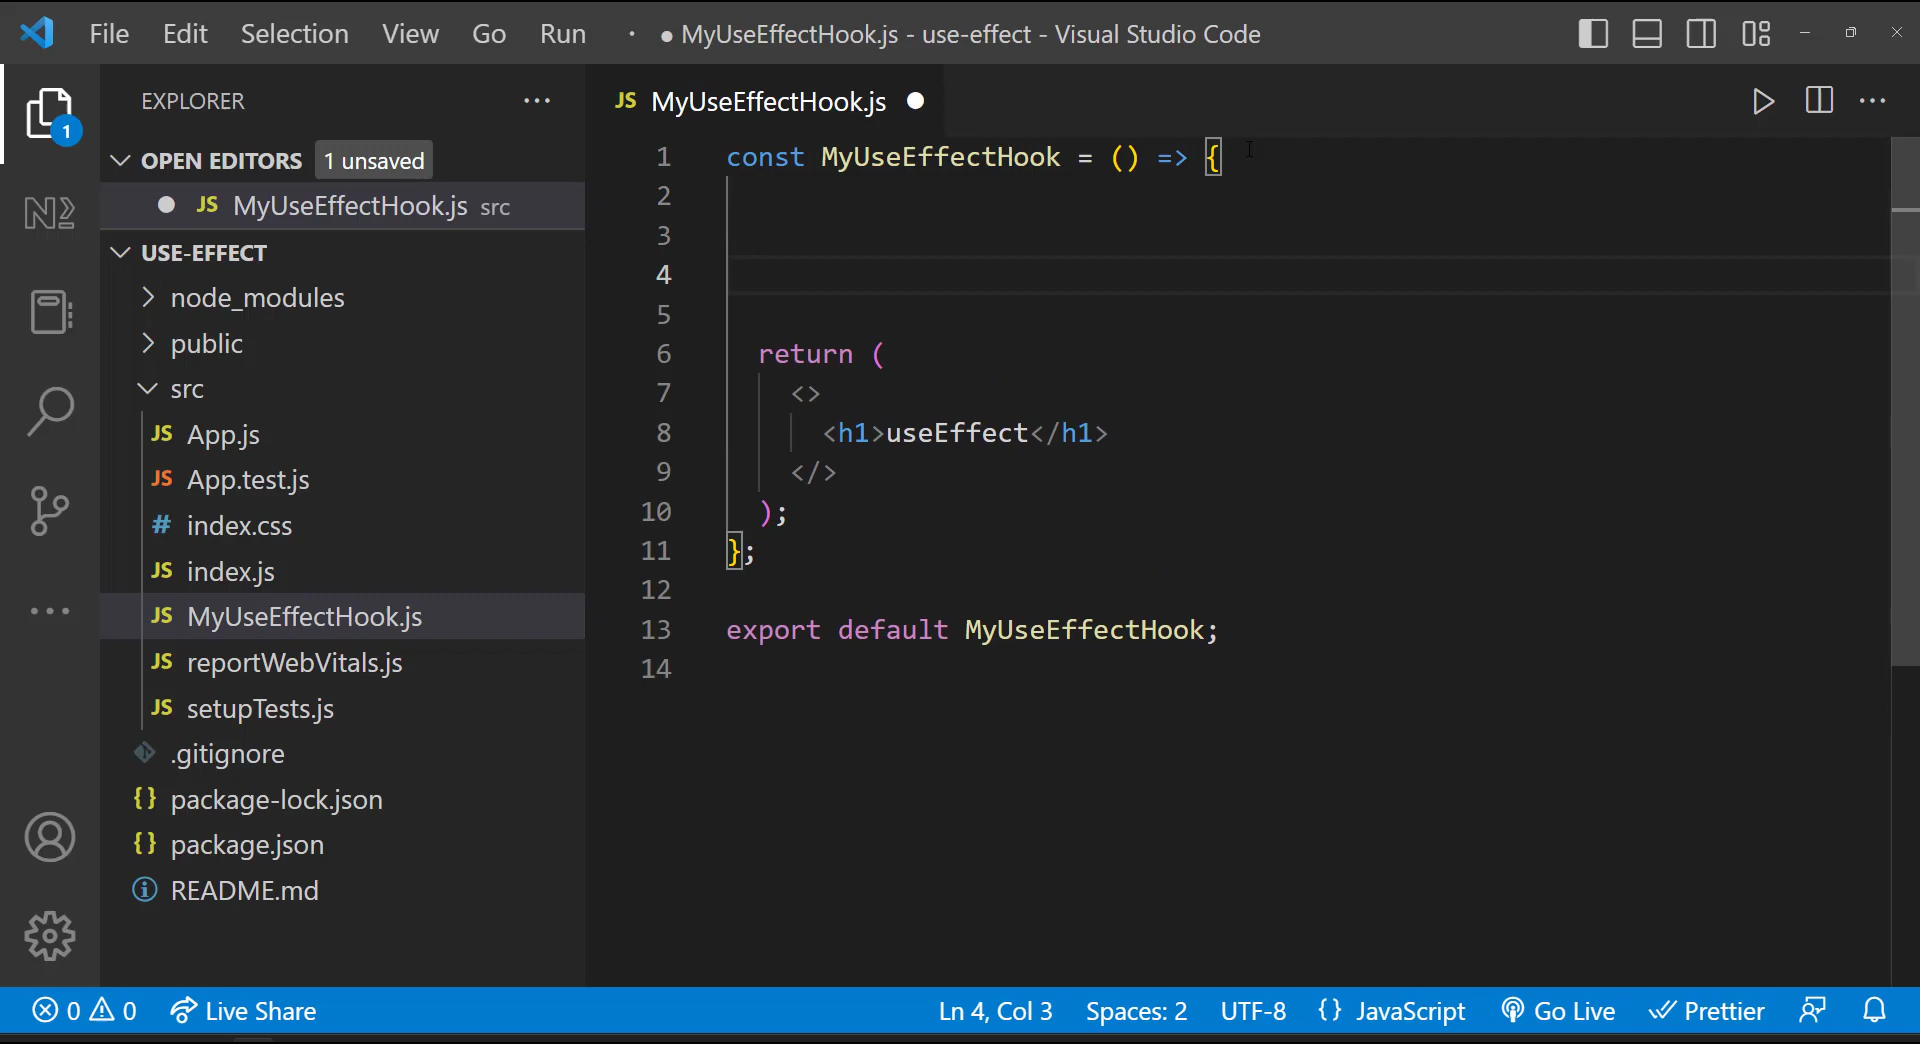 File Edit Selection View Go Run · ● MyUseEffectHook.js - use-effect - Visual Studio Code
EXPLORER ···
OPEN EDITORS 1 unsaved
● JS MyUseEffectHook.js src
USE-EFFECT
node_modules
public
src
JS App.js
JS App.test.js
# index.css
JS index.js
JS MyUseEffectHook.js
JS reportWebVitals.js
JS setupTests.js
.gitignore
{} package-lock.json
{} package.json
README.md
1
N
JS MyUseEffectHook.js ●
1 const MyUseEffectHook = () => {
2
3
4
5
6 return (
7 <>
8 <h1>useEffect</h1>
9 </>
10 );
11 };
12
13 export default MyUseEffectHook;
14
0 0 Live Share Ln 4, Col 3 Spaces: 2 UTF-8 {} JavaScript Go Live Prettier